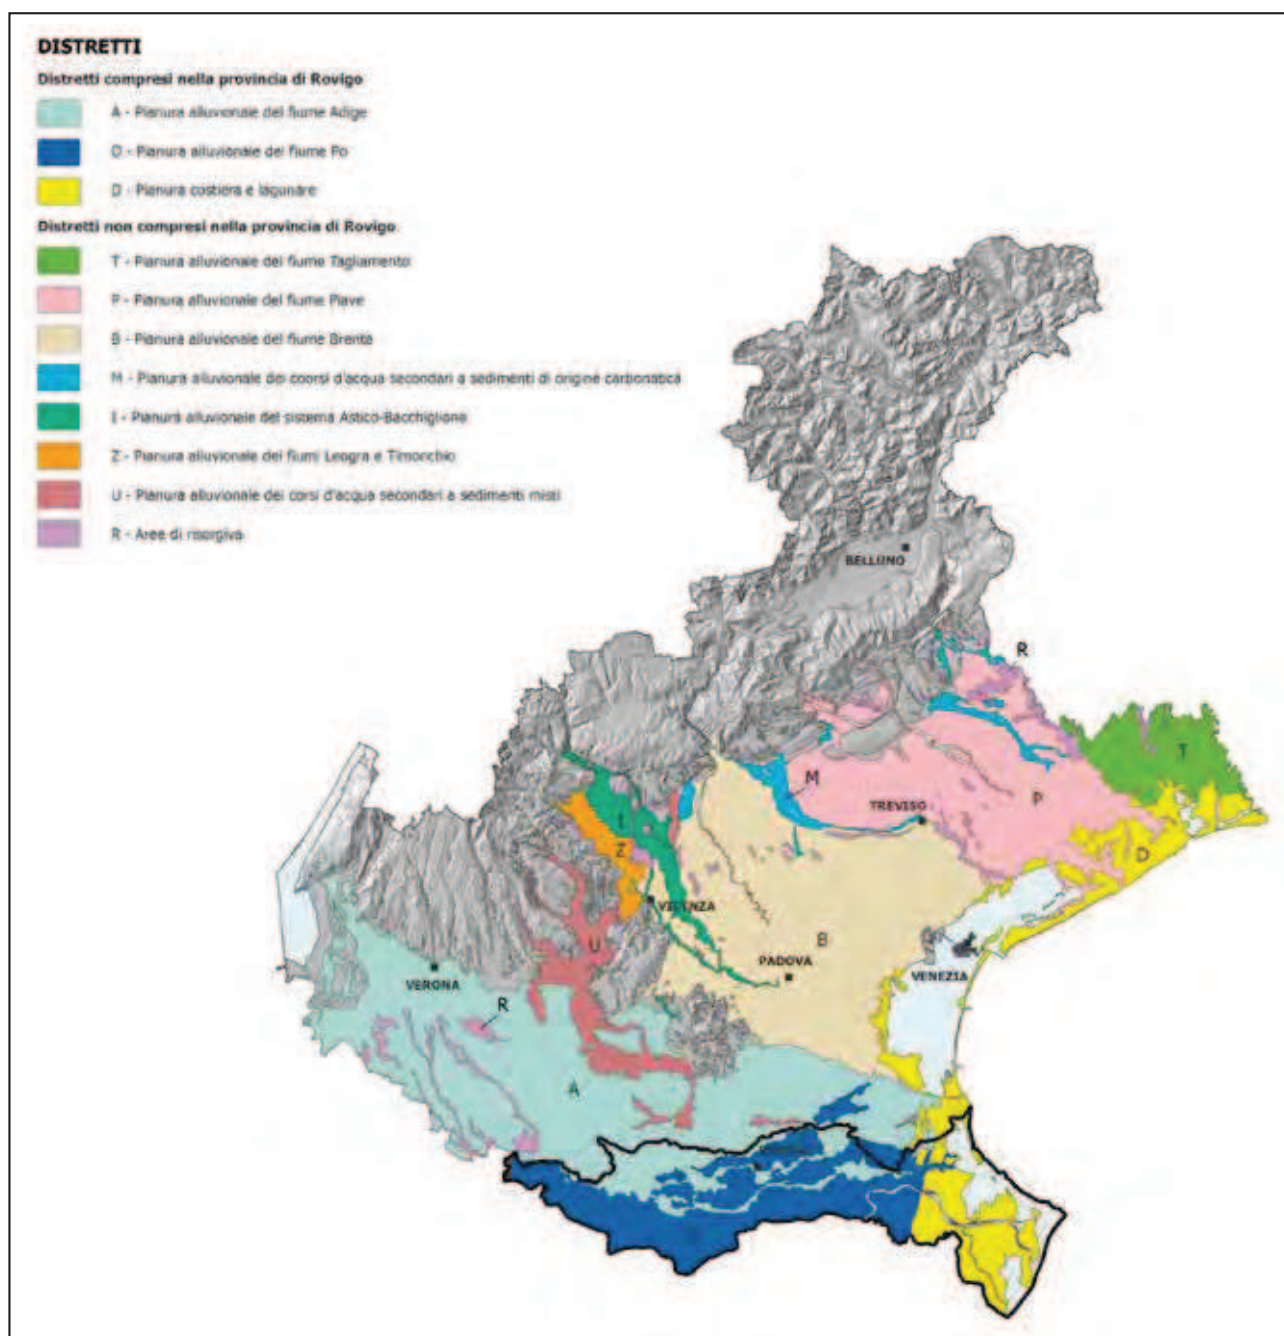 DISTRETTI
Distretti compresi nella provincia di Rovigo
A - Pianura alluvionale del fiume Adige
O - Pianura alluvionale del fiume Po
D - Pianura costiera e lagunare
Distretti non compresi nella provincia di Rovigo
T - Pianura alluvionale del fiume Tagliamento
P - Pianura alluvionale del fiume Piave
B - Pianura alluvionale del fiume Brenta
M - Pianura alluvionale dei coorsi d'acqua secondari a sedimenti di origine carbonatica
I - Pianura alluvionale del sistema Astico-Bacchiglione
Z - Pianura alluvionale dei fiumi Leogra e Timonchio
U - Pianura alluvionale dei corsi d'acqua secondari a sedimenti misti
R - Aree di risorgiva
BELLUNO
R
T
M
P
TREVISO
I
Z
D
VICENZA
U
B
PADOVA
VENEZIA
VERONA
R
A